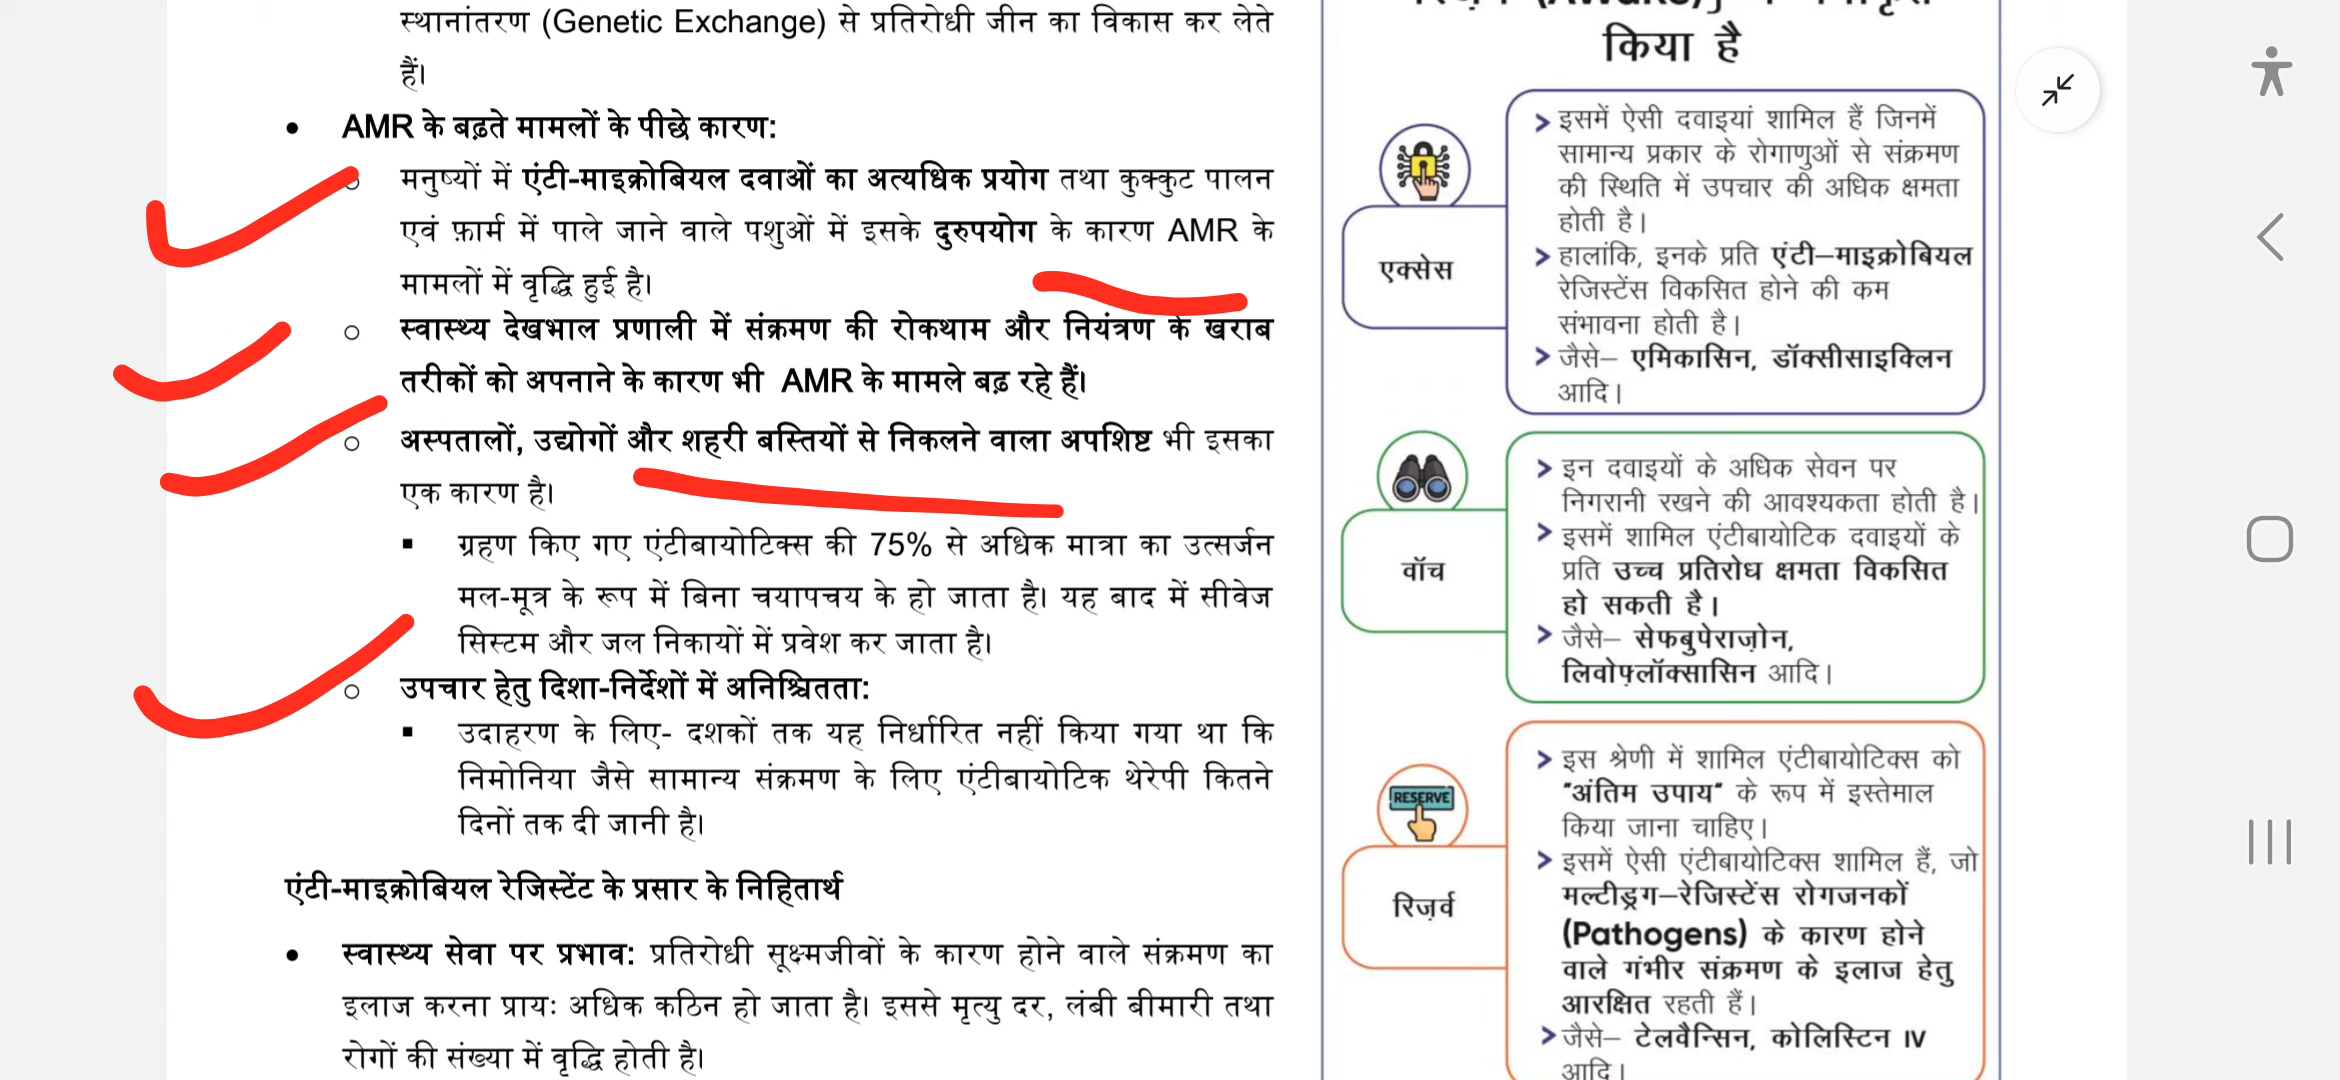 स्थानांतरण (Genetic Exchange) से प्रतिरोधी जीन का विकास कर लेते
हैं।
• AMR के बढ़ते मामलों के पीछे कारण:
मनुष्यों में एंटी-माइक्रोबियल दवाओं का अत्यधिक प्रयोग तथा कुक्कुट पालन
एवं फ़ार्म में पाले जाने वाले पशुओं में इसके दुरुपयोग के कारण AMR के
मामलों में वृद्धि हुई है।
○ स्वास्थ्य देखभाल प्रणाली में संक्रमण की रोकथाम और नियंत्रण के खराब
तरीकों को अपनाने के कारण भी AMR के मामले बढ़ रहे हैं।
○ अस्पतालों, उद्योगों और शहरी बस्तियों से निकलने वाला अपशिष्ट भी इसका
एक कारण है।
▪ ग्रहण किए गए एंटीबायोटिक्स की 75% से अधिक मात्रा का उत्सर्जन
मल-मूत्र के रूप में बिना चयापचय के हो जाता है। यह बाद में सीवेज
सिस्टम और जल निकायों में प्रवेश कर जाता है।
○ उपचार हेतु दिशा-निर्देशों में अनिश्चितता:
▪ उदाहरण के लिए- दशकों तक यह निर्धारित नहीं किया गया था कि
निमोनिया जैसे सामान्य संक्रमण के लिए एंटीबायोटिक थेरेपी कितने
दिनों तक दी जानी है।
एंटी-माइक्रोबियल रेजिस्टेंट के प्रसार के निहितार्थ
• स्वास्थ्य सेवा पर प्रभाव: प्रतिरोधी सूक्ष्मजीवों के कारण होने वाले संक्रमण का
इलाज करना प्रायः अधिक कठिन हो जाता है। इससे मृत्यु दर, लंबी बीमारी तथा
रोगों की संख्या में वृद्धि होती है।
किया है
एक्सेस
> इसमें ऐसी दवाइयां शामिल हैं जिनमें
सामान्य प्रकार के रोगाणुओं से संक्रमण
की स्थिति में उपचार की अधिक क्षमता
होती है।
> हालांकि, इनके प्रति एंटी–माइक्रोबियल
रेजिस्टेंस विकसित होने की कम
संभावना होती है।
> जैसे– एमिकासिन, डॉक्सीसाइक्लिन
आदि।
वॉच
> इन दवाइयों के अधिक सेवन पर
निगरानी रखने की आवश्यकता होती है।
> इसमें शामिल एंटीबायोटिक दवाइयों के
प्रति उच्च प्रतिरोध क्षमता विकसित
हो सकती है।
> जैसे– सेफबुपेराज़ोन,
लिवोफ़्लॉक्सासिन आदि।
RESERVE
रिज़र्व
> इस श्रेणी में शामिल एंटीबायोटिक्स को
"अंतिम उपाय" के रूप में इस्तेमाल
किया जाना चाहिए।
> इसमें ऐसी एंटीबायोटिक्स शामिल हैं, जो
मल्टीड्रग–रेजिस्टेंस रोगजनकों
(Pathogens) के कारण होने
वाले गंभीर संक्रमण के इलाज हेतु
आरक्षित रहती हैं।
> जैसे– टेलवैन्सिन, कोलिस्टिन IV
आदि।